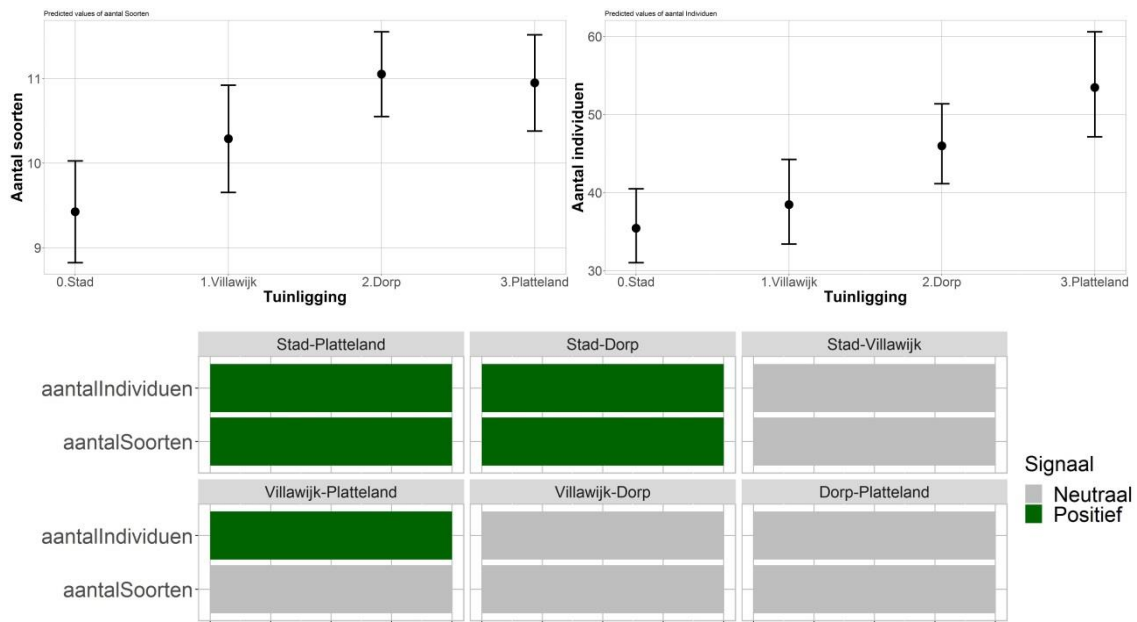 Predicted values of aantal Soorten
Aantal soorten
11
10
9
0.Stad 1.Villawijk 2.Dorp 3.Platteland
Tuinligging
Predicted values of aantal Individuen
Aantal individuen
60
50
40
30
0.Stad 1.Villawijk 2.Dorp 3.Platteland
Tuinligging
Stad-Platteland Stad-Dorp Stad-Villawijk
aantalIndividuen
aantalSoorten
Villawijk-Platteland Villawijk-Dorp Dorp-Platteland
aantalIndividuen
aantalSoorten
Signaal
Neutraal
Positief